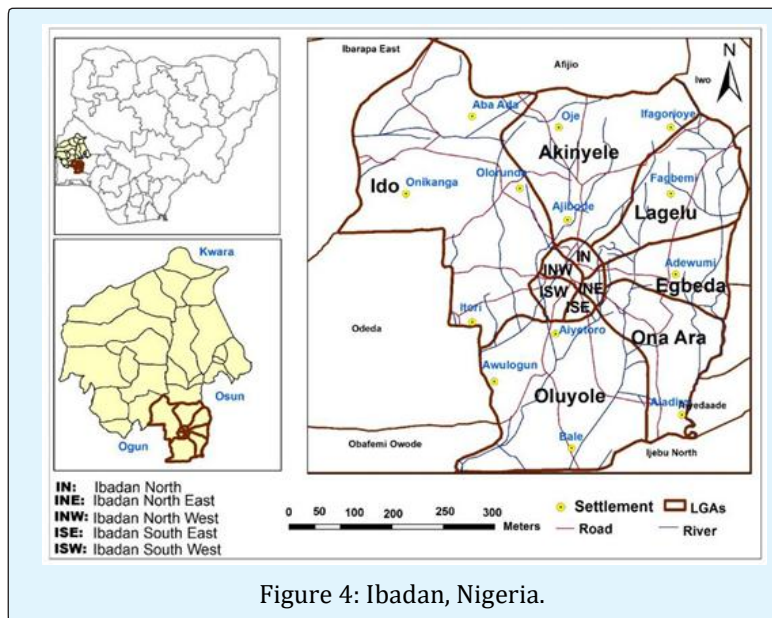 Ibarapa East
Afijio
N
Iwo
Aba Ada
Oje
Ifagorioye
Akinyele
Ido
Onikanga
Olorunda
Fagbemi
Lagelu
Ajibode
IN
INW
Adewumi
INE
Egbeda
ISW
ISE
Itori
Aiyetoro
Ona Ara
Odeda
Awulogun
Oluyole
Bale
Obafemi Owode
Ijebu North
Kwara
Osun
Ogun
IN: Ibadan North
INE: Ibadan North East
INW: Ibadan North West
ISE: Ibadan South East
ISW: Ibadan South West
0 50 100 150 200 300
Meters
Settlement
LGAs
Road
River
Figure 4: Ibadan, Nigeria.